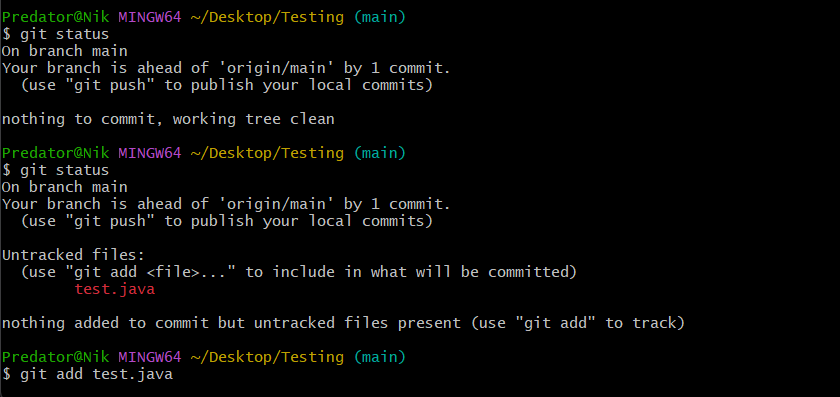 Predator@Nik MINGW64 ~/Desktop/Testing (main)
$ git status
On branch main
Your branch is ahead of 'origin/main' by 1 commit.
  (use "git push" to publish your local commits)

nothing to commit, working tree clean

Predator@Nik MINGW64 ~/Desktop/Testing (main)
$ git status
On branch main
Your branch is ahead of 'origin/main' by 1 commit.
  (use "git push" to publish your local commits)

Untracked files:
  (use "git add <file>..." to include in what will be committed)
        test.java

nothing added to commit but untracked files present (use "git add" to track)

Predator@Nik MINGW64 ~/Desktop/Testing (main)
$ git add test.java